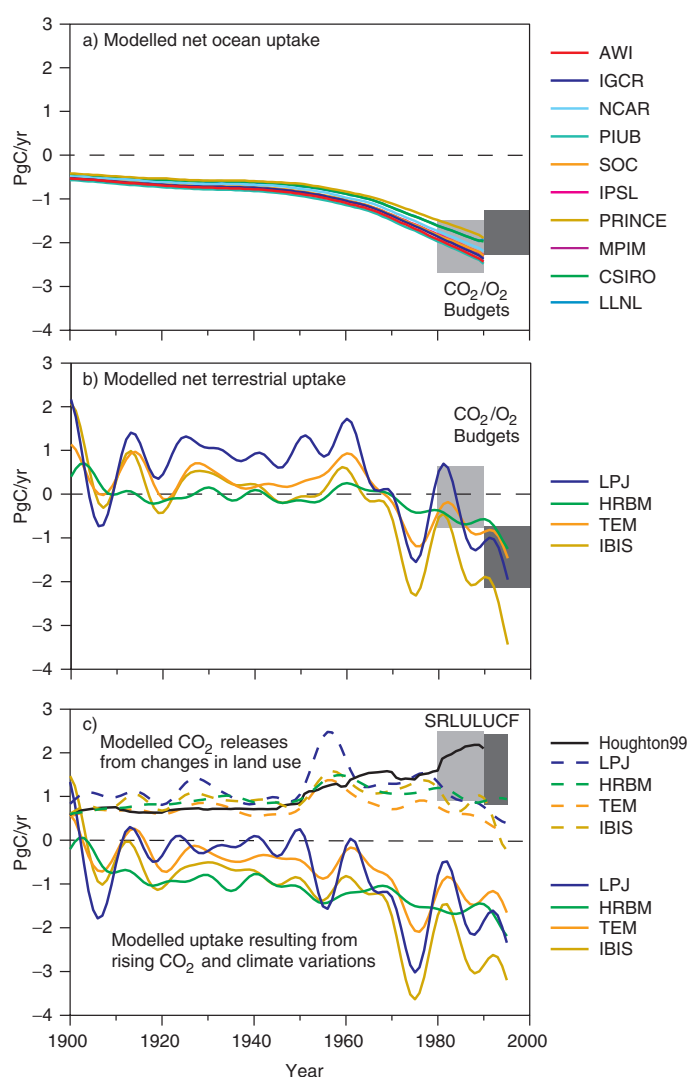 a) Modelled net ocean uptake
PgC/yr
3
2
1
0
–1
–2
–3
–4
CO2/O2
Budgets
AWI
IGCR
NCAR
PIUB
SOC
IPSL
PRINCE
MPIM
CSIRO
LLNL
b) Modelled net terrestrial uptake
PgC/yr
3
2
1
0
–1
–2
–3
–4
CO2/O2
Budgets
LPJ
HRBM
TEM
IBIS
c)
PgC/yr
3
2
1
0
–1
–2
–3
–4
SRLULUCF
Modelled CO2 releases
from changes in land use
Modelled uptake resulting from
rising CO2 and climate variations
Houghton99
LPJ
HRBM
TEM
IBIS
LPJ
HRBM
TEM
IBIS
1900 1920 1940 1960 1980 2000
Year